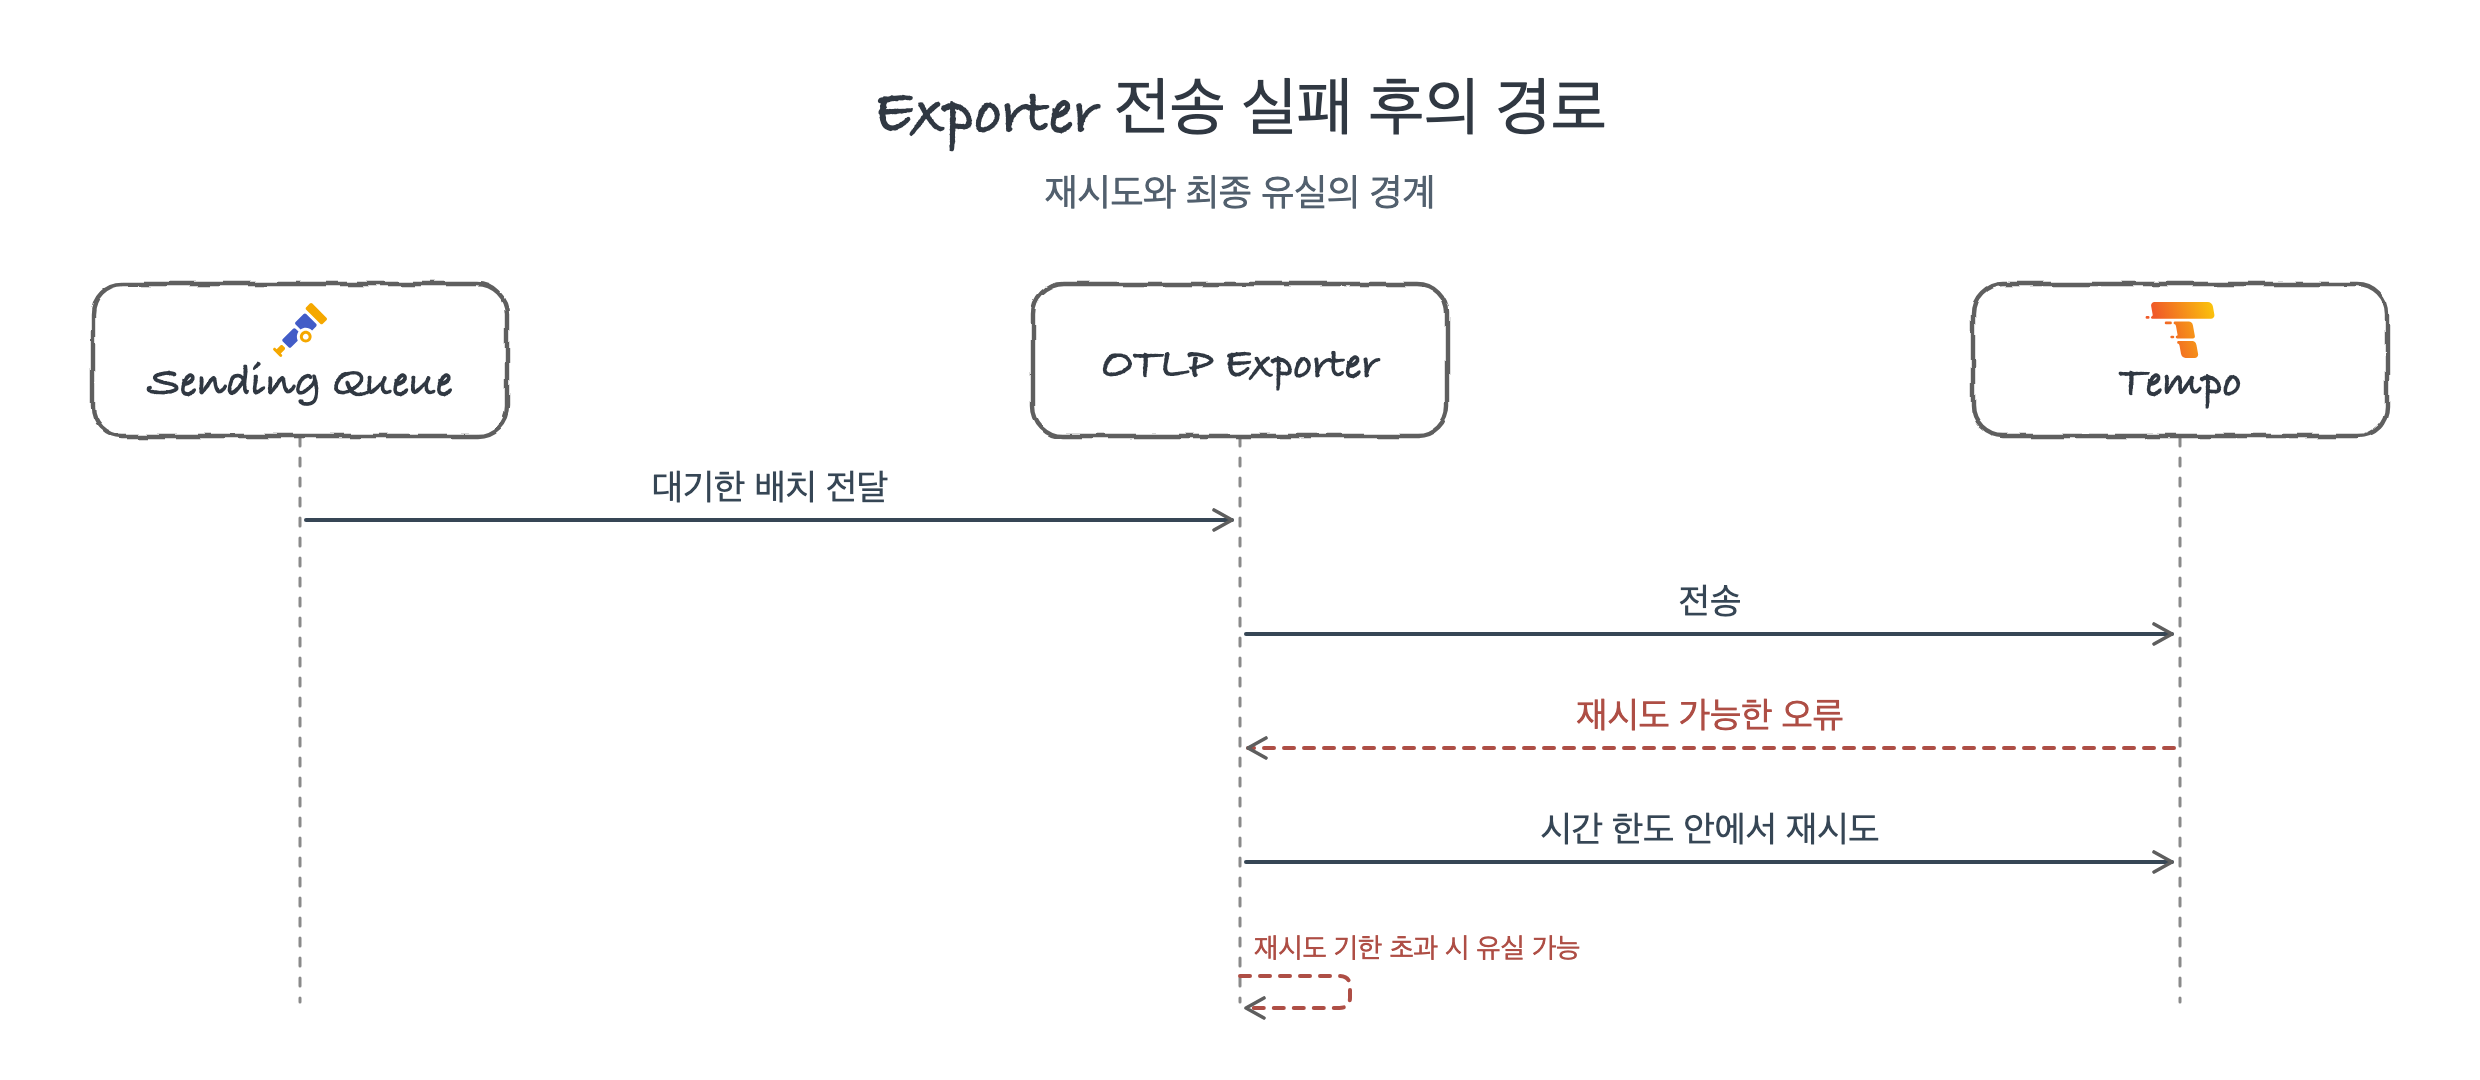 Exporter 전송 실패 후의 경로
재시도와 최종 유실의 경계
Sending Queue
OTLP Exporter
Tempo
대기한 배치 전달
전송
재시도 가능한 오류
시간 한도 안에서 재시도
재시도 기한 초과 시 유실 가능